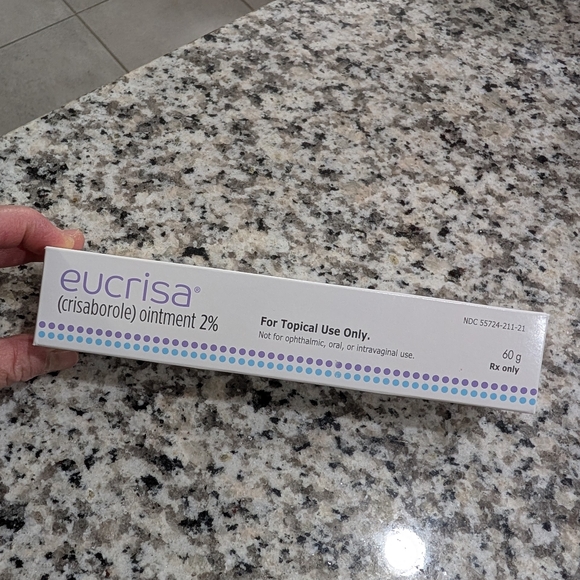 eucrisa®
(crisaborole) ointment 2%
For Topical Use Only.
Not for ophthalmic, oral, or intravaginal use.
NDC 55724-211-21
60 g
Rx only